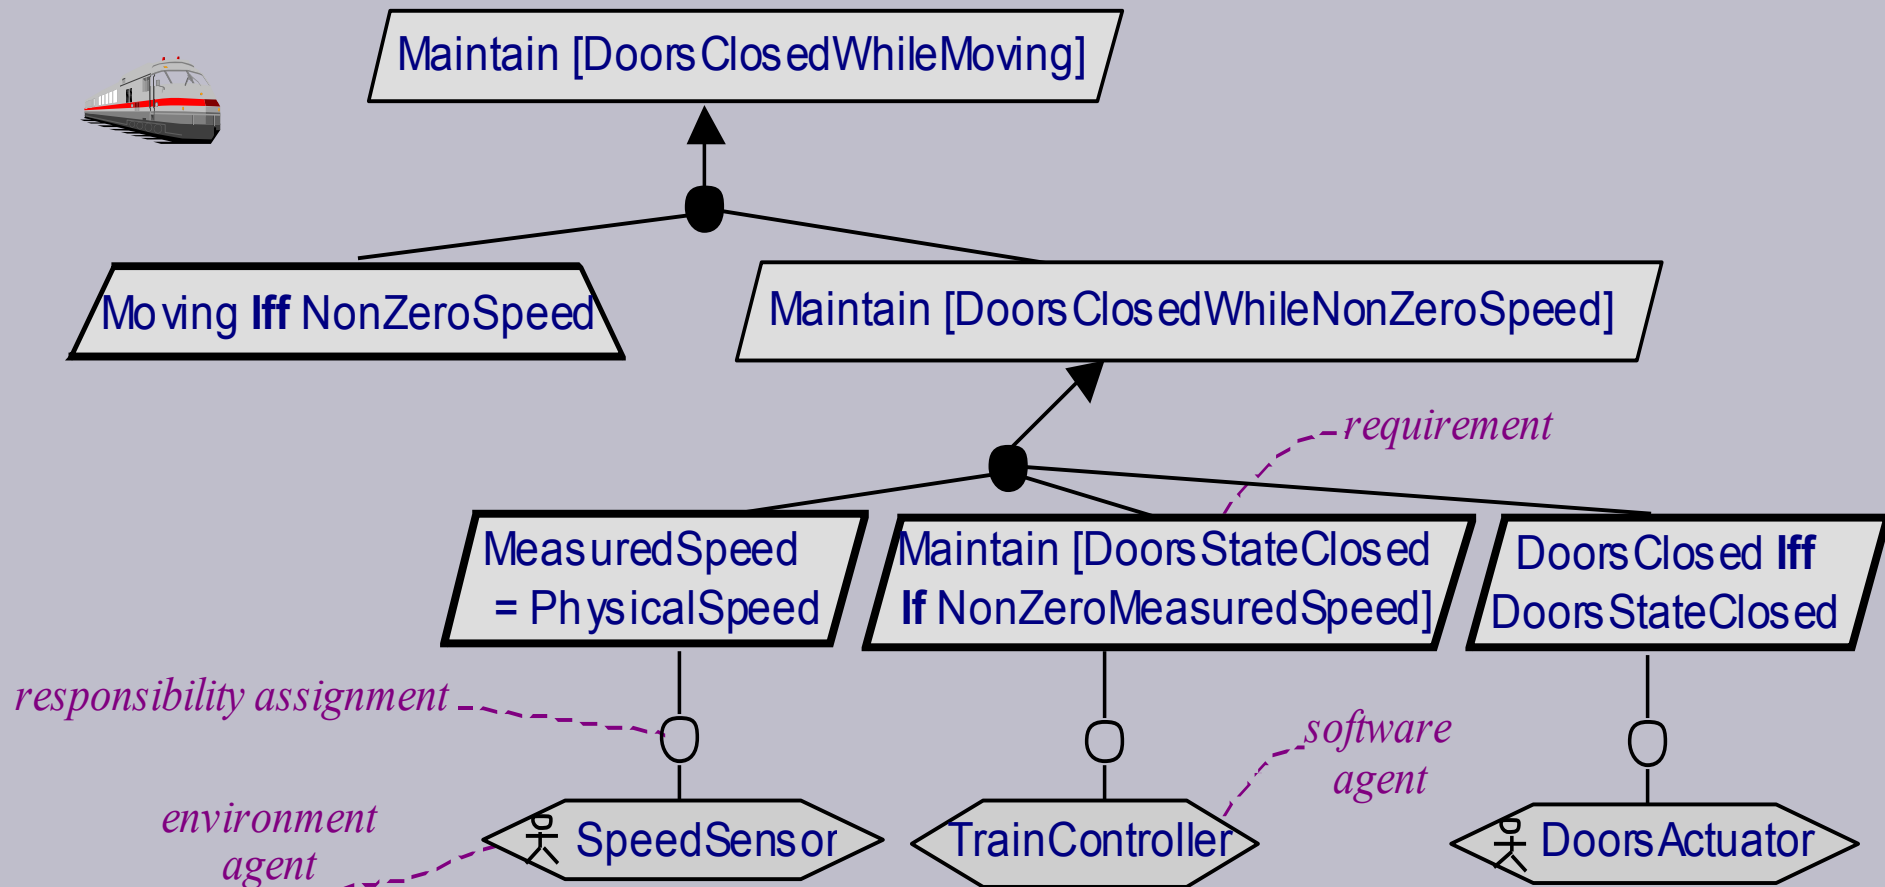 Maintain [DoorsClosedWhileMoving]
Moving Iff NonZeroSpeed
Maintain [DoorsClosedWhileNonZeroSpeed]
requirement
MeasuredSpeed
= PhysicalSpeed
Maintain [DoorsStateClosed
If NonZeroMeasuredSpeed]
DoorsClosed Iff
DoorsStateClosed
responsibility assignment
software
agent
environment
agent
SpeedSensor
TrainController
DoorsActuator